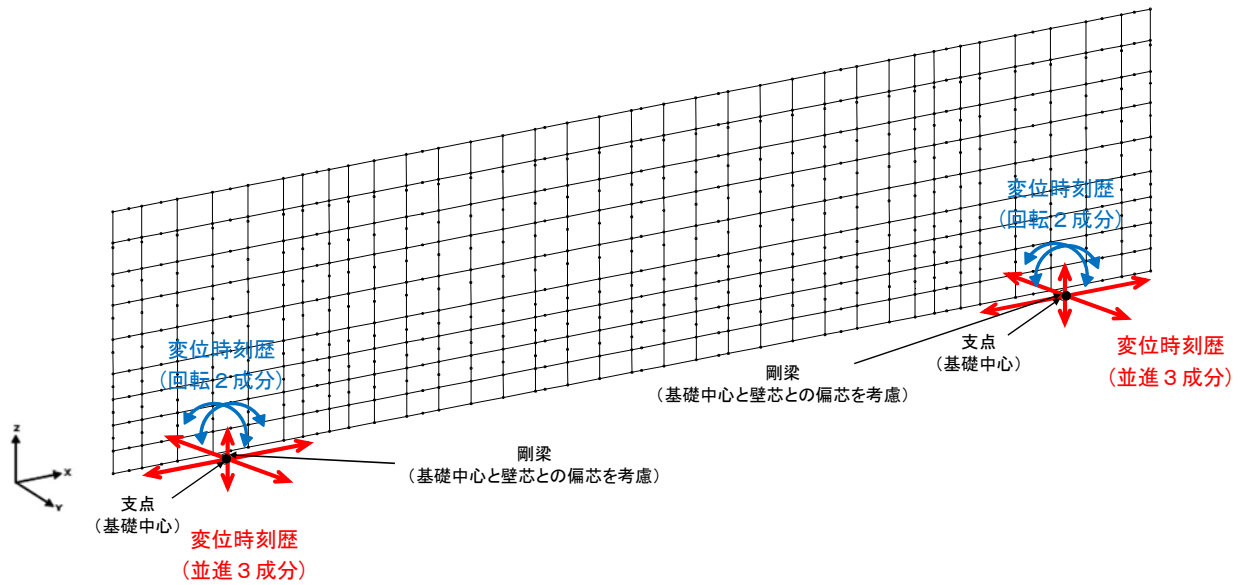 変位時刻歴
(回転２成分)
支点
(基礎中心)
変位時刻歴
(並進３成分)
剛梁
(基礎中心と壁芯との偏芯を考慮)
変位時刻歴
(回転２成分)
剛梁
(基礎中心と壁芯との偏芯を考慮)
Z
X
Y
支点
(基礎中心)
変位時刻歴
(並進３成分)